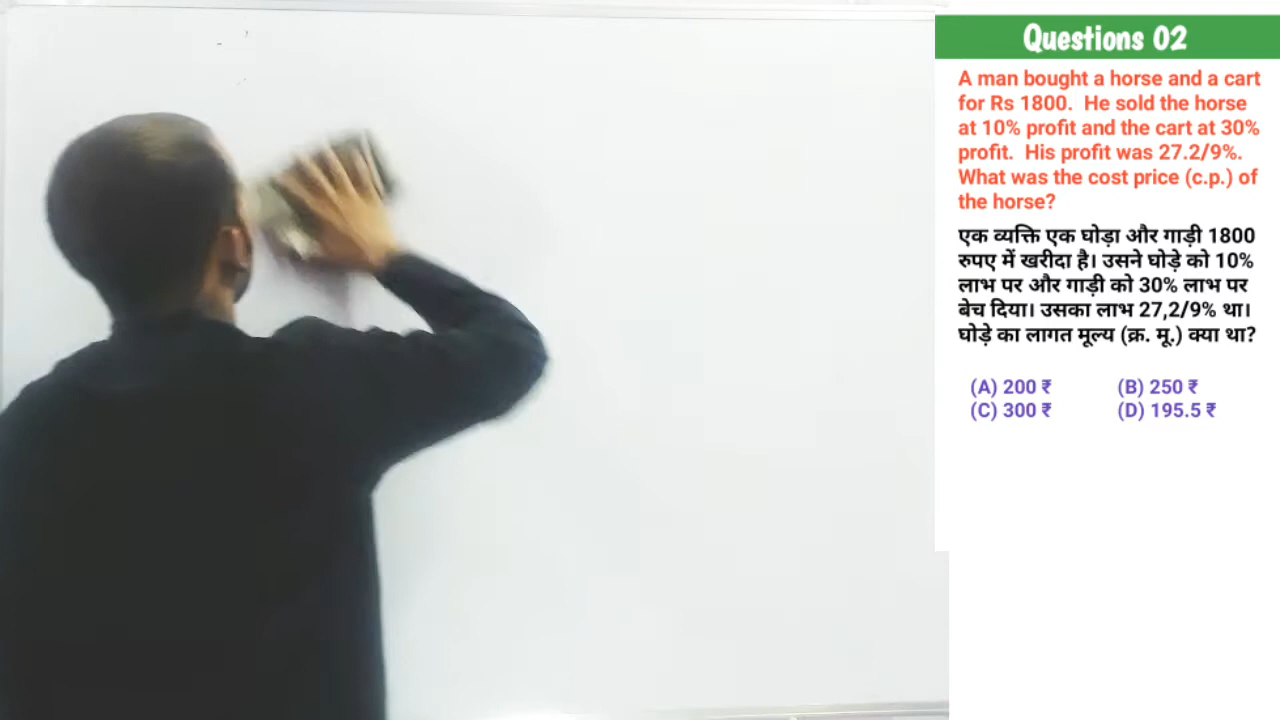 Questions 02
A man bought a horse and a cart
for Rs 1800. He sold the horse
at 10% profit and the cart at 30%
profit. His profit was 27.2/9%.
What was the cost price (c.p.) of
the horse?
एक व्यक्ति एक घोड़ा और गाड़ी 1800
रुपए में खरीदा है। उसने घोड़े को 10%
लाभ पर और गाड़ी को 30% लाभ पर
बेच दिया। उसका लाभ 27,2/9% था।
घोड़े का लागत मूल्य (क्र. मू.) क्या था?
(A) 200 ₹ (B) 250 ₹
(C) 300 ₹ (D) 195.5 ₹